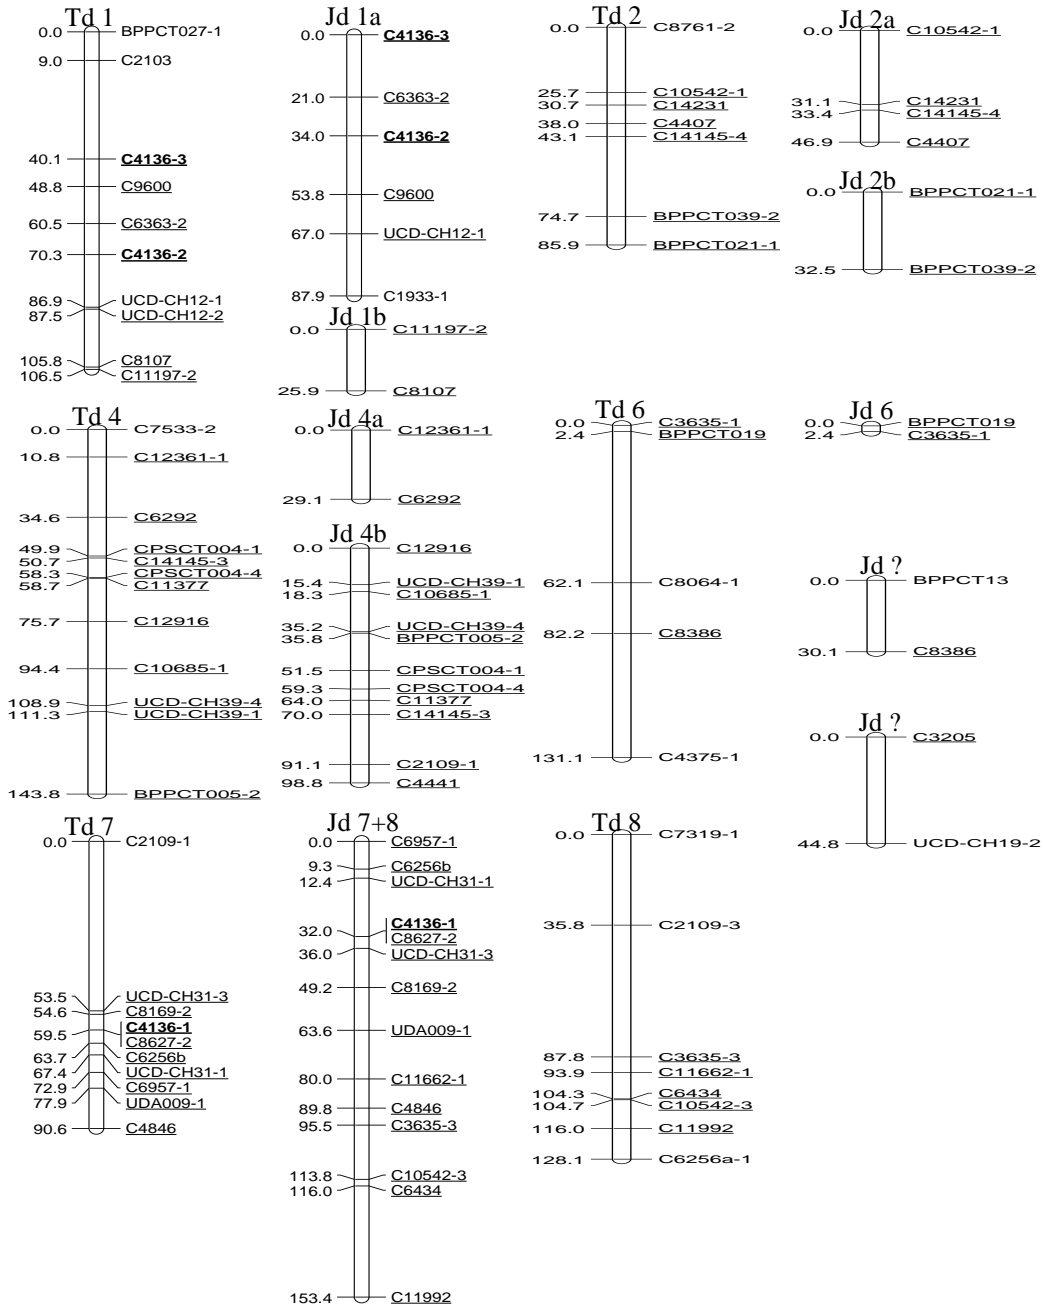 Td 1
0.0 BPPCT027-1
9.0 C2103
40.1 C4136-3
48.8 C9600
60.5 C6363-2
70.3 C4136-2
86.9 UCD-CH12-1
87.5 UCD-CH12-2
105.8 C8107
106.5 C11197-2
Jd 1a
0.0 C4136-3
21.0 C6363-2
34.0 C4136-2
53.8 C9600
67.0 UCD-CH12-1
87.9 C1933-1
Jd 1b
0.0 C11197-2
25.9 C8107
Td 2
0.0 C8761-2
25.7 C10542-1
30.7 C14231
38.0 C4407
43.1 C14145-4
74.7 BPPCT039-2
85.9 BPPCT021-1
Jd 2a
0.0 C10542-1
31.1 C14231
33.4 C14145-4
46.9 C4407
Jd 2b
0.0 BPPCT021-1
32.5 BPPCT039-2
Td 4
0.0 C7533-2
10.8 C12361-1
34.6 C6292
49.9 CPSCT004-1
50.7 C14145-3
58.3 CPSCT004-4
58.7 C11377
75.7 C12916
94.4 C10685-1
108.9 UCD-CH39-4
111.3 UCD-CH39-1
143.8 BPPCT005-2
Jd 4a
0.0 C12361-1
29.1 C6292
Jd 4b
0.0 C12916
15.4 UCD-CH39-1
18.3 C10685-1
35.2 UCD-CH39-4
35.8 BPPCT005-2
51.5 CPSCT004-1
59.3 CPSCT004-4
64.0 C11377
70.0 C14145-3
91.1 C2109-1
98.8 C4441
Td 6
0.0 C3635-1
2.4 BPPCT019
62.1 C8064-1
82.2 C8386
131.1 C4375-1
Jd 6
0.0 BPPCT019
2.4 C3635-1
Jd ?
0.0 BPPCT13
30.1 C8386
Jd ?
0.0 C3205
44.8 UCD-CH19-2
Td 7
0.0 C2109-1
53.5 UCD-CH31-3
54.6 C8169-2
59.5 C4136-1
C8627-2
63.7 C6256b
67.4 UCD-CH31-1
72.9 C6957-1
77.9 UDA009-1
90.6 C4846
Jd 7+8
0.0 C6957-1
9.3 C6256b
12.4 UCD-CH31-1
32.0 C4136-1
C8627-2
36.0 UCD-CH31-3
49.2 C8169-2
63.6 UDA009-1
80.0 C11662-1
89.8 C4846
95.5 C3635-3
113.8 C10542-3
116.0 C6434
153.4 C11992
Td 8
0.0 C7319-1
35.8 C2109-3
87.8 C3635-3
93.9 C11662-1
104.3 C6434
104.7 C10542-3
116.0 C11992
128.1 C6256a-1